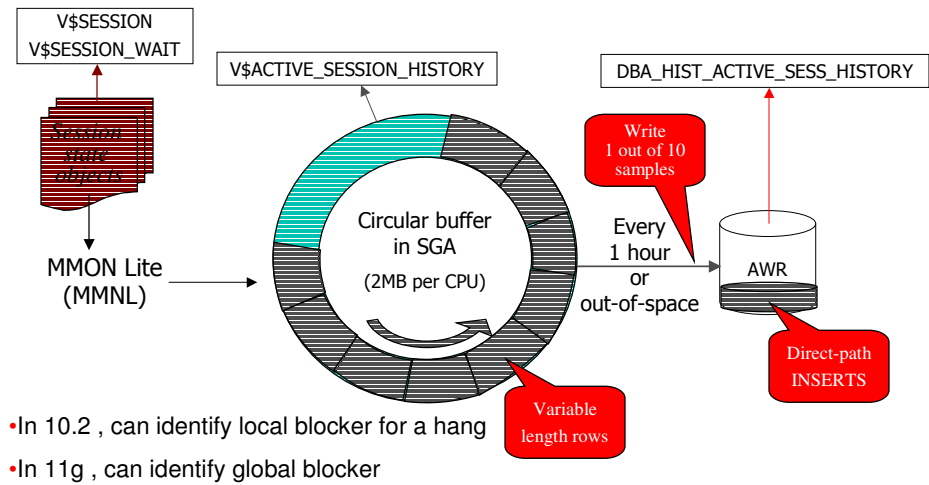 V$SESSION
V$SESSION_WAIT
V$ACTIVE_SESSION_HISTORY
DBA_HIST_ACTIVE_SESS_HISTORY
Session
state
objects
Write
1 out of 10
samples
Circular buffer
in SGA
(2MB per CPU)
Every
1 hour
or
out-of-space
AWR
MMON Lite
(MMNL)
Direct-path
INSERTS
Variable
length rows
•In 10.2 , can identify local blocker for a hang
•In 11g , can identify global blocker